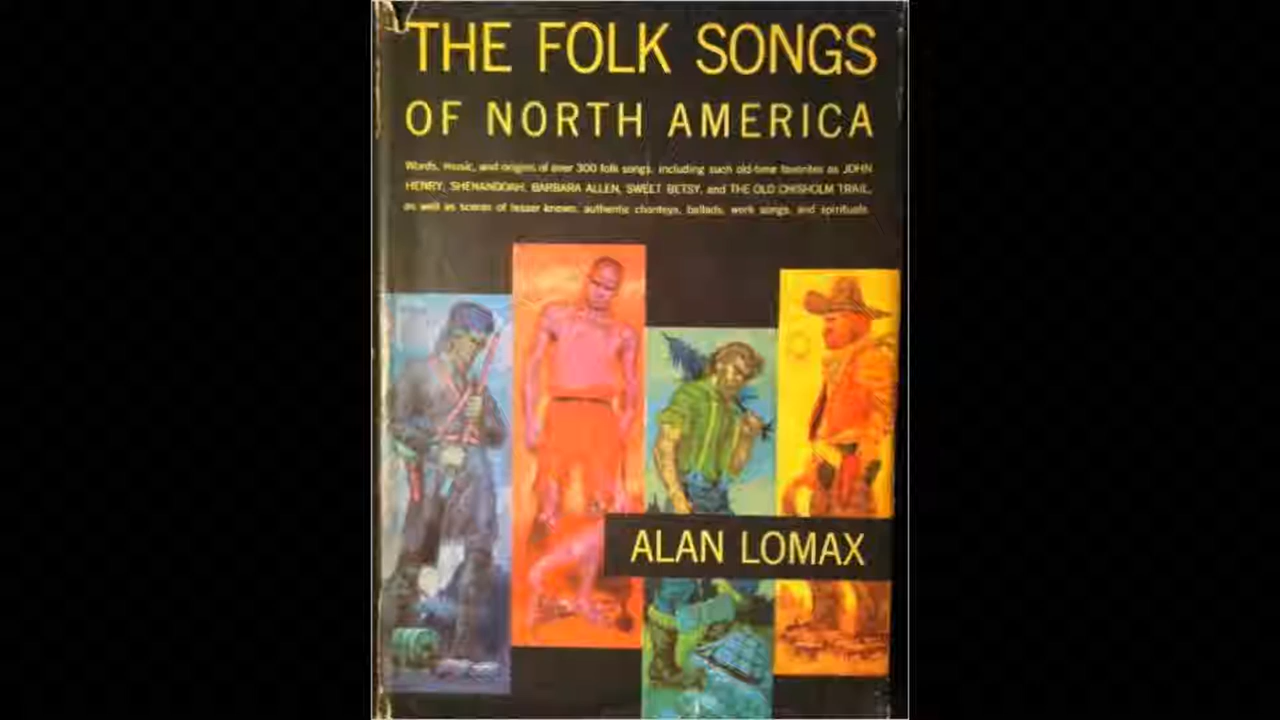 THE FOLK SONGS
OF NORTH AMERICA
Words, music, and origins of over 300 folk songs, including such old-time favorites as JOHN
HENRY, SHENANDOAH, BARBARA ALLEN, SWEET BETSY, and THE OLD CHISHOLM TRAIL,
as well as scores of lesser-known, authentic chanteys, ballads, work songs, and spirituals.
ALAN LOMAX